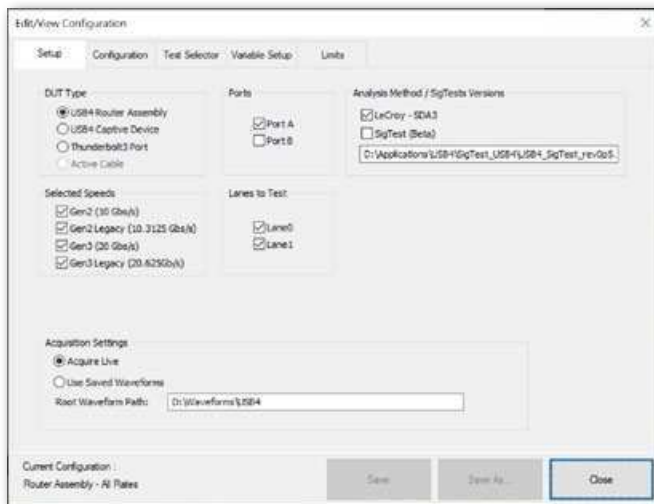 Edit/View Configuration
Setup Configuration Test Selector Variable Setup Limits
DUT Type
USB4 Router Assembly
USB4 Captive Device
Thunderbolt3 Port
Active Cable
Ports
Port A
Port B
Analysis Method / SigTests Versions
LeCroy - SDA3
SigTest (Beta)
D:\Applications\USB4\SigTest_USB4\USB4_SigTest_rev0p5.
Selected Speeds
Gen2 (10 Gbs/s)
Gen2 Legacy (10.3125 Gbs/s)
Gen3 (20 Gbs/s)
Gen3 Legacy (20.625Gb/s)
Lanes to Test
Lane0
Lane1
Acquisition Settings
Acquire Live
Use Saved Waveforms
Root Waveform Path: D:\Waveforms\USB4
Current Configuration :
Router Assembly - All Rates
Save Save As... Close